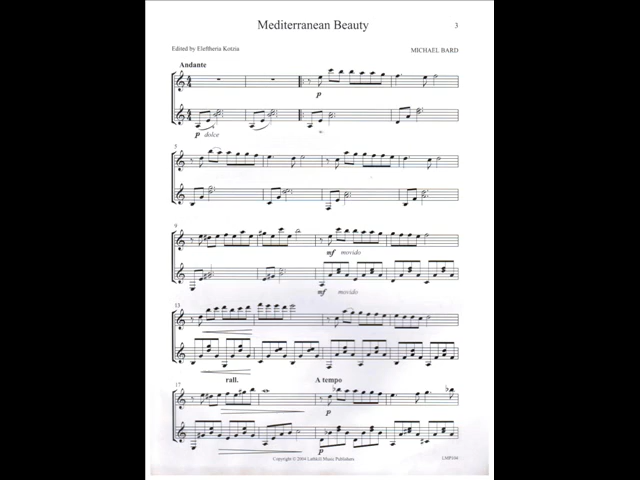 Mediterranean Beauty
3
Edited by Eleftheria Kotzia
MICHAEL BARD
Andante
p
p dolce
5
9
mf movido
mf movido
13
17
rall.
A tempo
p
p
Copyright © 2004 Lathkill Music Publishers